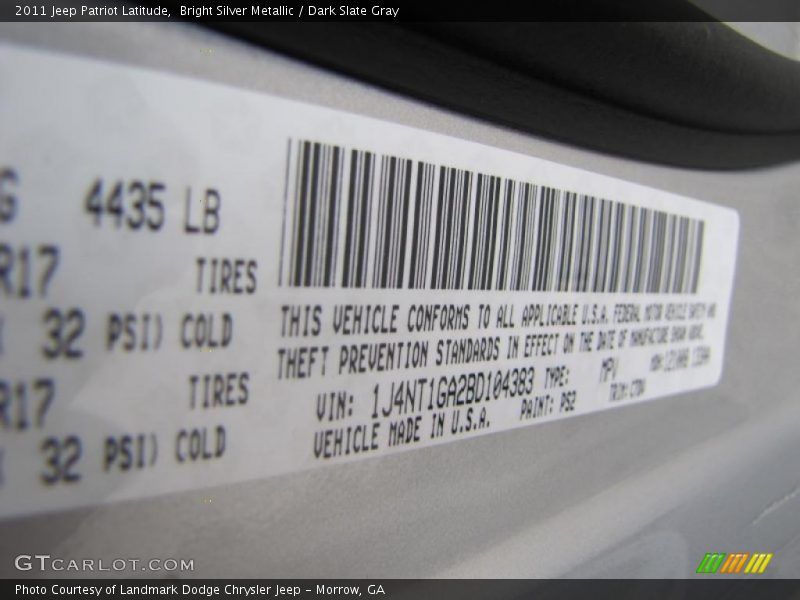 2011 Jeep Patriot Latitude, Bright Silver Metallic / Dark Slate Gray
G 4435 LB
R17 TIRES
32 PSI) COLD
R17 TIRES
32 PSI) COLD
THIS VEHICLE CONFORMS TO ALL APPLICABLE U.S.A. FEDERAL MOTOR VEHICLE SAFETY AND
THEFT PREVENTION STANDARDS IN EFFECT ON THE DATE OF MANUFACTURE SHOWN ABOVE.
VIN: 1J4NT1GA2BD104383 TYPE: MPV
VEHICLE MADE IN U.S.A. PAINT: PS2 TRIM:
GTCARLOT.COM
Photo Courtesy of Landmark Dodge Chrysler Jeep - Morrow, GA